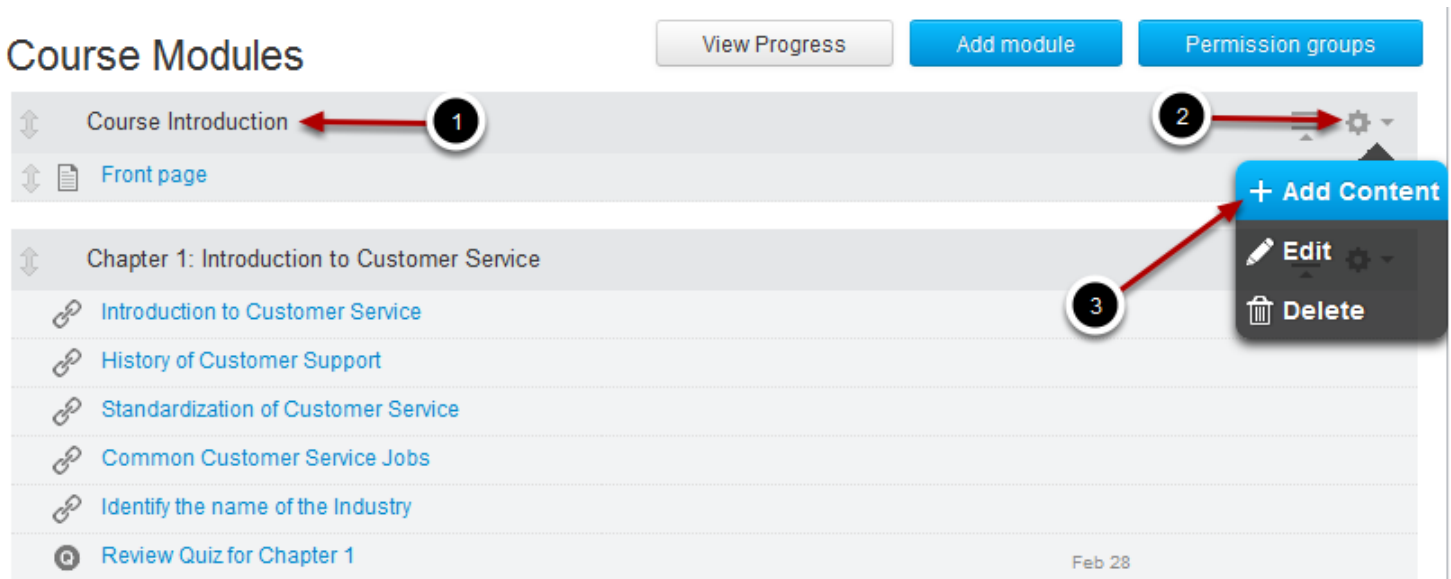 Course Modules
View Progress
Add module
Permission groups
Course Introduction
1
2
Front page
+ Add Content
Chapter 1: Introduction to Customer Service
Edit
Introduction to Customer Service
3
Delete
History of Customer Support
Standardization of Customer Service
Common Customer Service Jobs
Identify the name of the Industry
Q
Review Quiz for Chapter 1
Feb 28